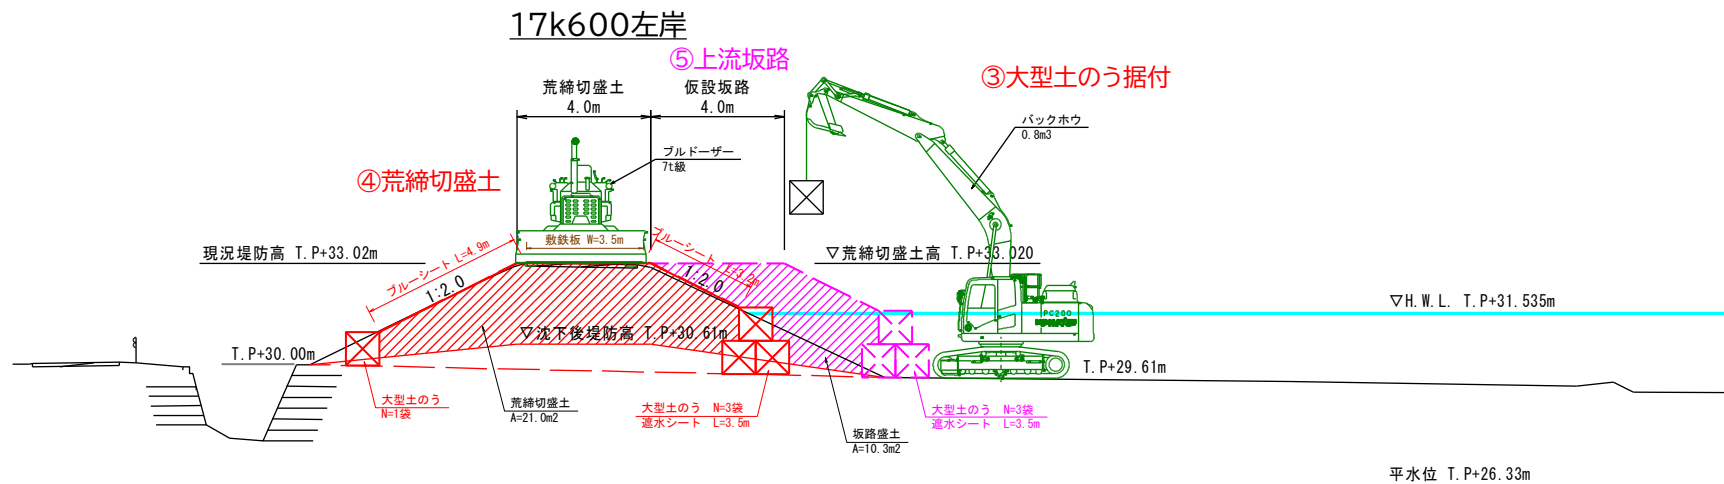 17k600左岸
⑤上流坂路
③大型土のう据付
荒締切盛土
4.0m
仮設坂路
4.0m
バックホウ
0.8m3
ブルドーザー
7t級
④荒締切盛土
敷鉄板 W=3.5m
ブルーシート L=4.9m
ブルーシート L=3.2m
現況堤防高 T.P+33.02m
1:2.0
1:2.0
▽荒締切盛土高 T.P+33.020
PC200
▽H.W.L. T.P+31.535m
▽沈下後堤防高 T.P+30.61m
T.P+30.00m
T.P+29.61m
大型土のう
N=1袋
荒締切盛土
A=21.0m2
大型土のう N=3袋
遮水シート L=3.5m
坂路盛土
A=10.3m2
大型土のう N=3袋
遮水シート L=3.5m
平水位 T.P+26.33m